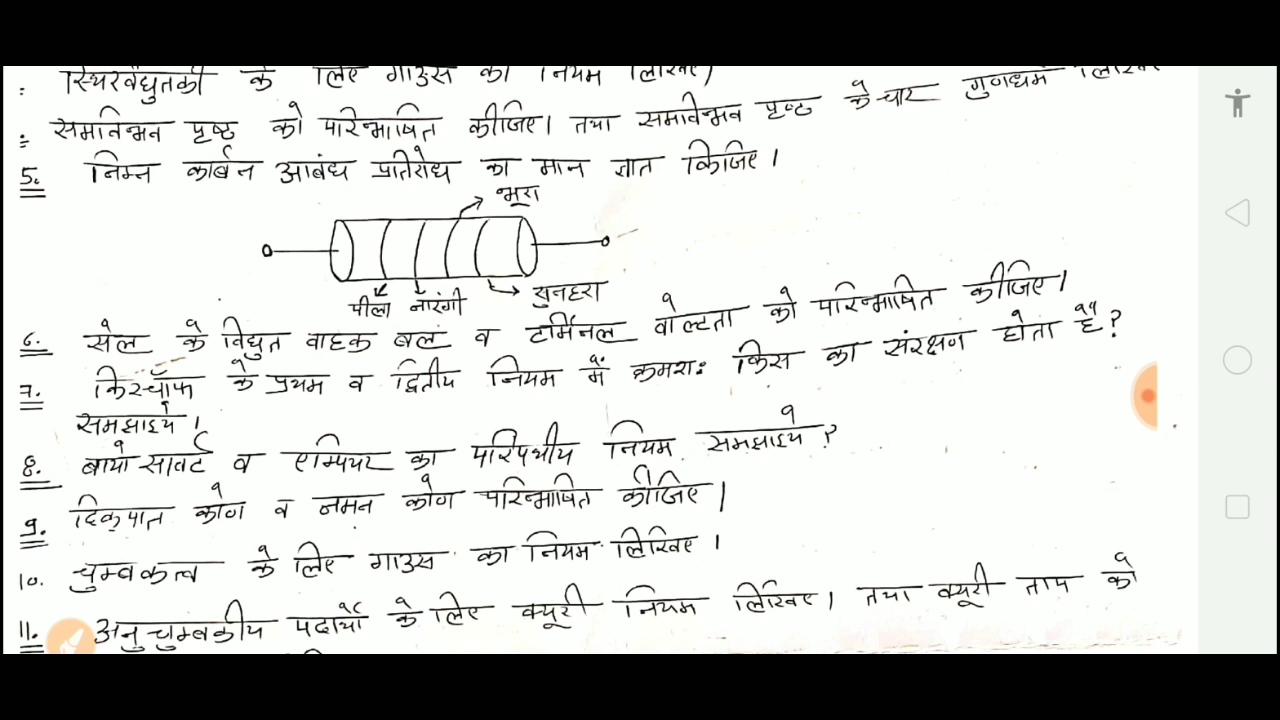 : स्थिरवैद्युतिकी के लिए गाउस का नियम लिखिए।
: समविभव पृष्ठ को परिभाषित कीजिए। तथा समविभव पृष्ठ के चार गुणधर्म लिखिए
5. निम्न कार्बन आबंध प्रतिरोध का मान ज्ञात किजिए।
भूरा
पीला नारंगी सुनहरा
6. सेल के विद्युत वाहक बल व टर्मिनल वोल्टता को परिभाषित कीजिए।
7. किरचॉफ के प्रथम व द्वितीय नियम में क्रमशः किस का संरक्षण होता है?
समझाइये।
8. बायो सावर्ट व एम्पियर का परिपथीय नियम समझाइये?
9. दिक्पात कोण व नमन कोण परिभाषित कीजिए।
10. चुम्बकत्व के लिए गाउस का नियम लिखिए।
11. अनुचुम्बकीय पदार्थो के लिए क्यूरी नियम लिखिए। तथा क्यूरी ताप को